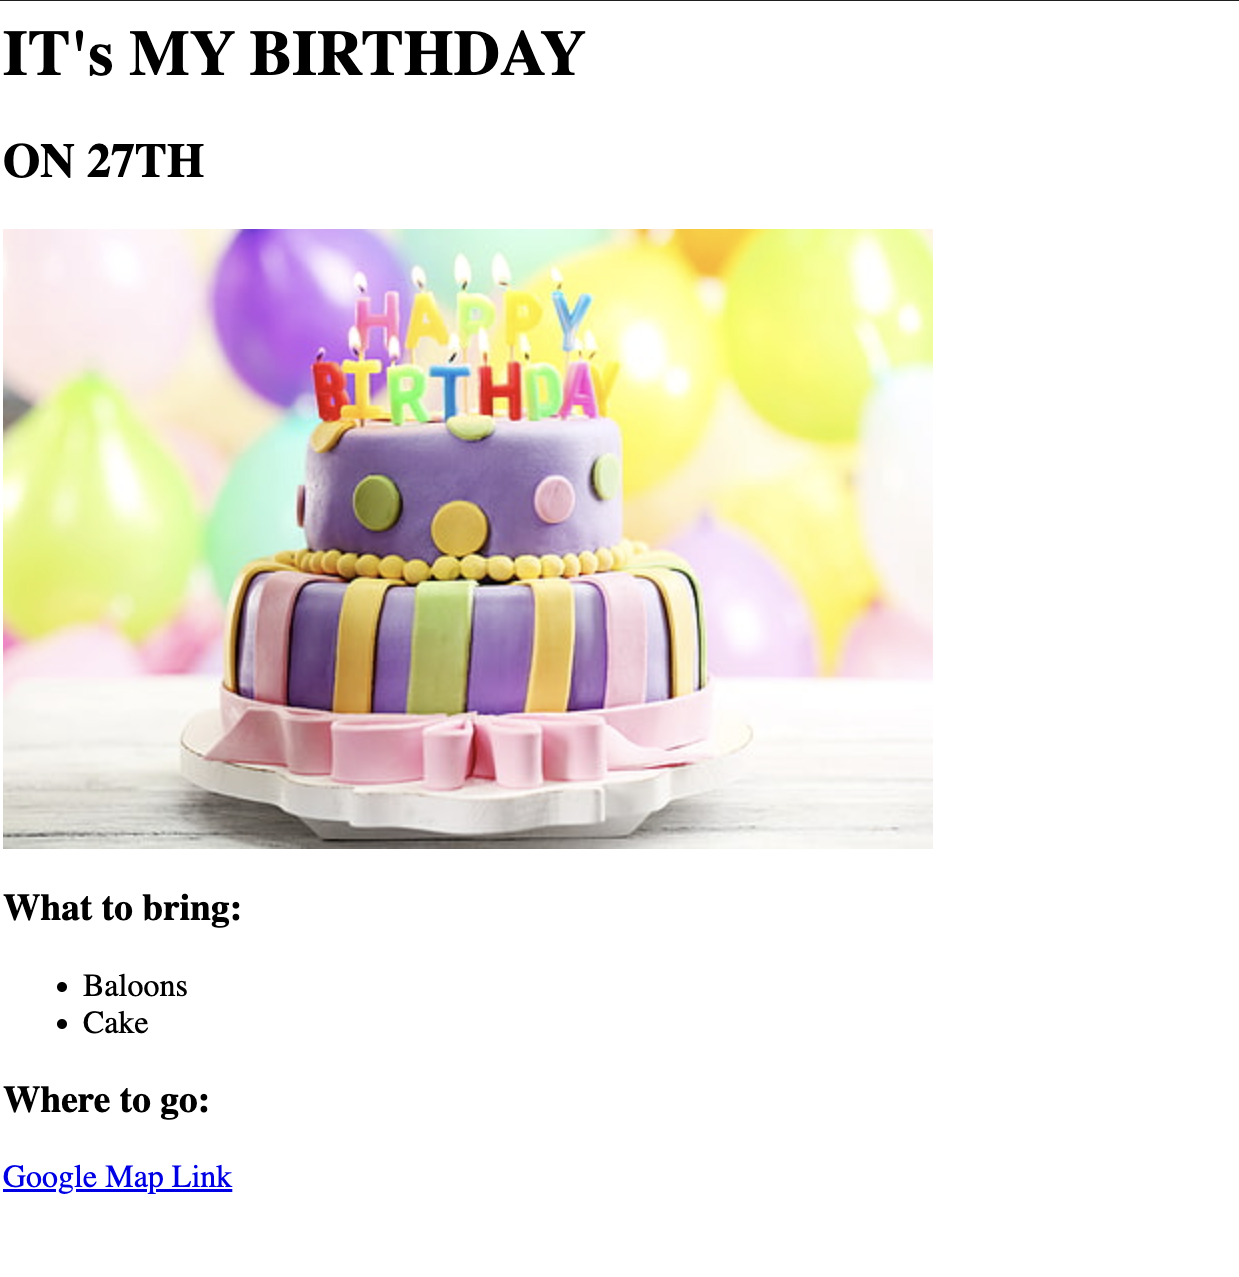 IT's MY BIRTHDAY
ON 27TH
HAPPY
BIRTHDAY
What to bring:
Baloons
Cake
Where to go:
Google Map Link